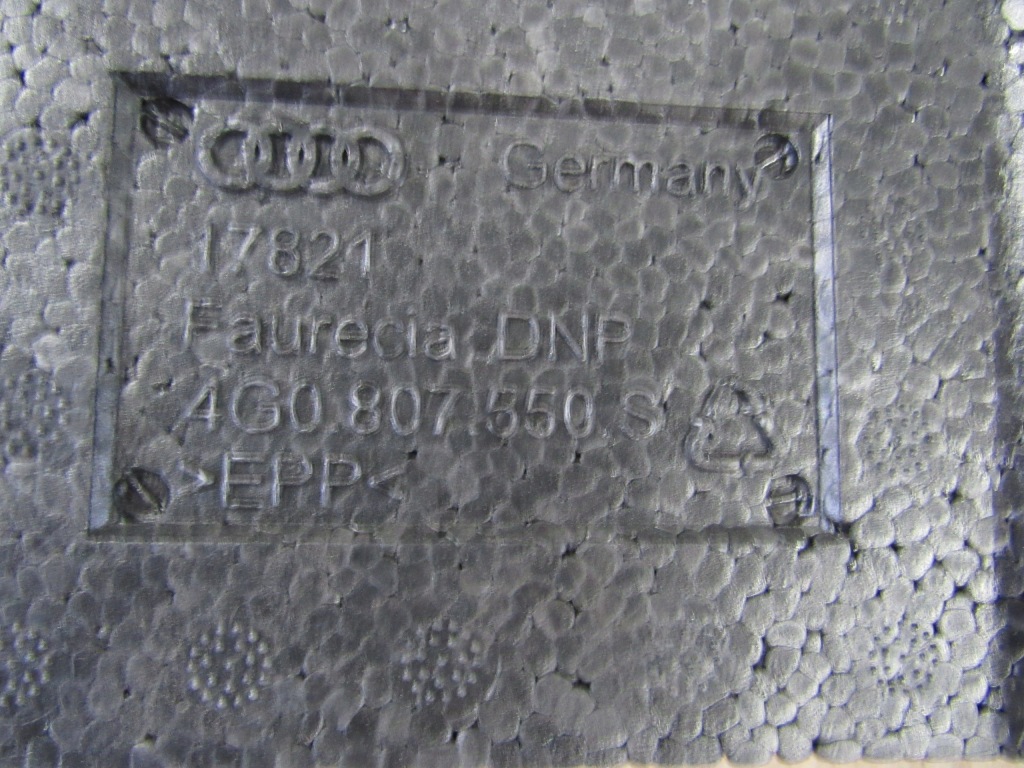 Germany
17821
Faurecia DNP
4G0.807.550.S
>EPP<